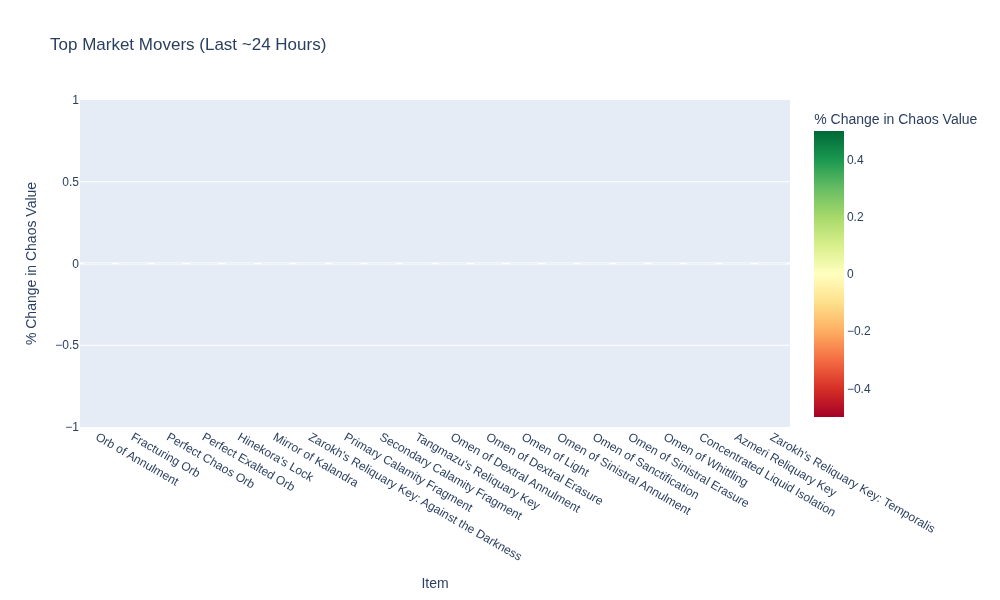 Top Market Movers (Last ~24 Hours)
% Change in Chaos Value
1
0.5
0
−0.5
−1
% Change in Chaos Value
0.4
0.2
0
−0.2
−0.4
Orb of Annulment
Fracturing Orb
Perfect Chaos Orb
Perfect Exalted Orb
Hinekora's Lock
Mirror of Kalandra
Zarokh's Reliquary Key: Against the Darkness
Primary Calamity Fragment
Secondary Calamity Fragment
Tangmazu's Reliquary Key
Omen of Dextral Annulment
Omen of Dextral Erasure
Omen of Light
Omen of Sinistral Annulment
Omen of Sanctification
Omen of Sinistral Erasure
Omen of Whittling
Concentrated Liquid Isolation
Azmeri Reliquary Key
Zarokh's Reliquary Key: Temporalis
Item